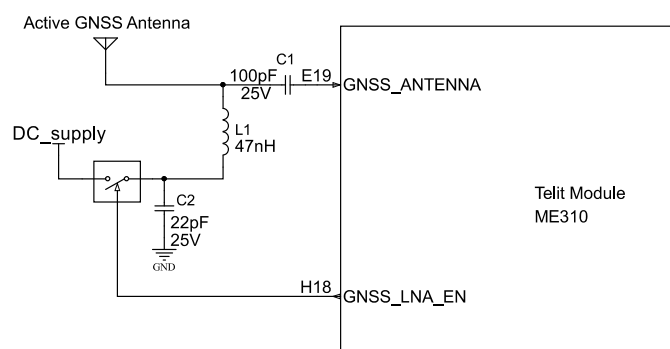 Active GNSS Antenna
C1
100pF
25V
E19
GNSS_ANTENNA
L1
47nH
DC_supply
C2
22pF
25V
GND
Telit Module
ME310
H18
GNSS_LNA_EN